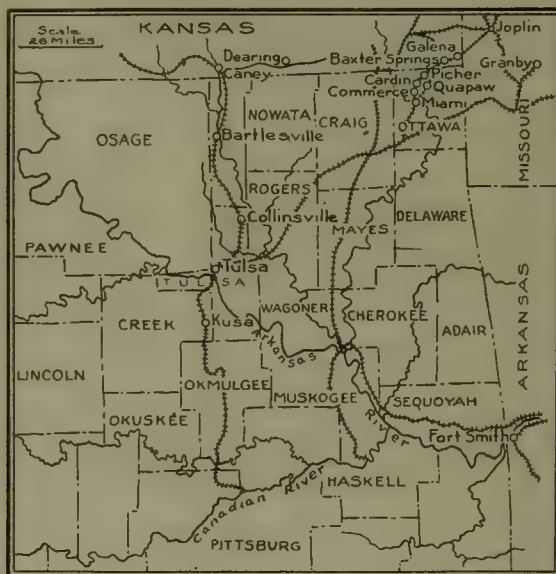 KANSAS
Scale
26 Miles
Joplin
Galena
Dearing
Baxter Springs
Caney
Granby
Picher
Cardin
Quapaw
Commerce
Miami
NOWATA
CRAIG
OSAGE
OTTAWA
Bartlesville
MISSOURI
ROGERS
Collinsville
DELAWARE
MAYES
PAWNEE
Tulsa
TULSA
WAGONER
CHEROKEE
CREEK
Kusa
ADAIR
ARKANSAS
Arkansas
LINCOLN
OKMULGEE
MUSKOGEE
SEQUOYAH
OKUSKEE
River
Fort Smith
HASKELL
Canadian River
PITTSBURG